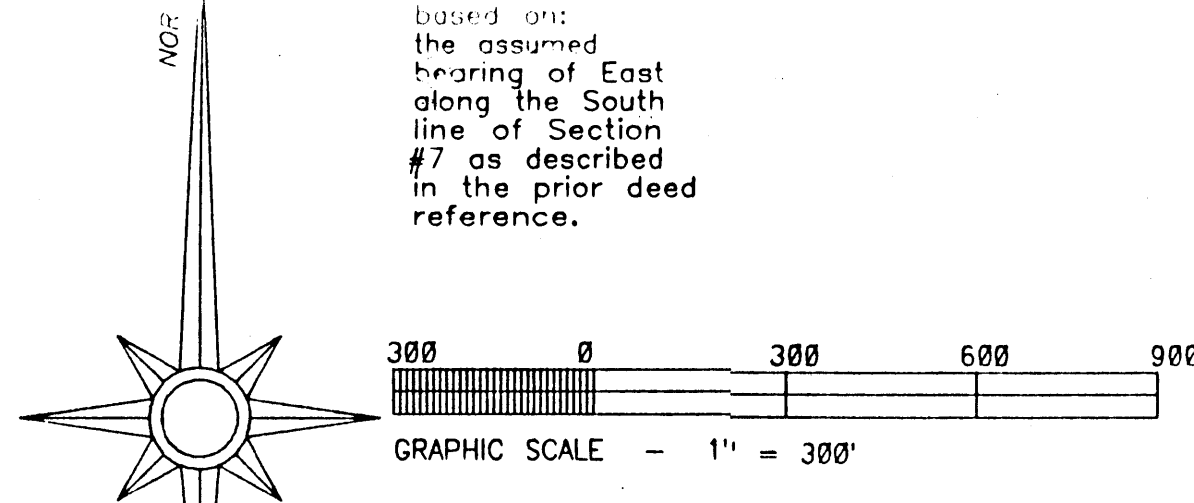 NOR
based on:
the assumed
bearing of East
along the South
line of Section
#7 as described
in the prior deed
reference.
300 0 300 600 900
GRAPHIC SCALE - 1" = 300'